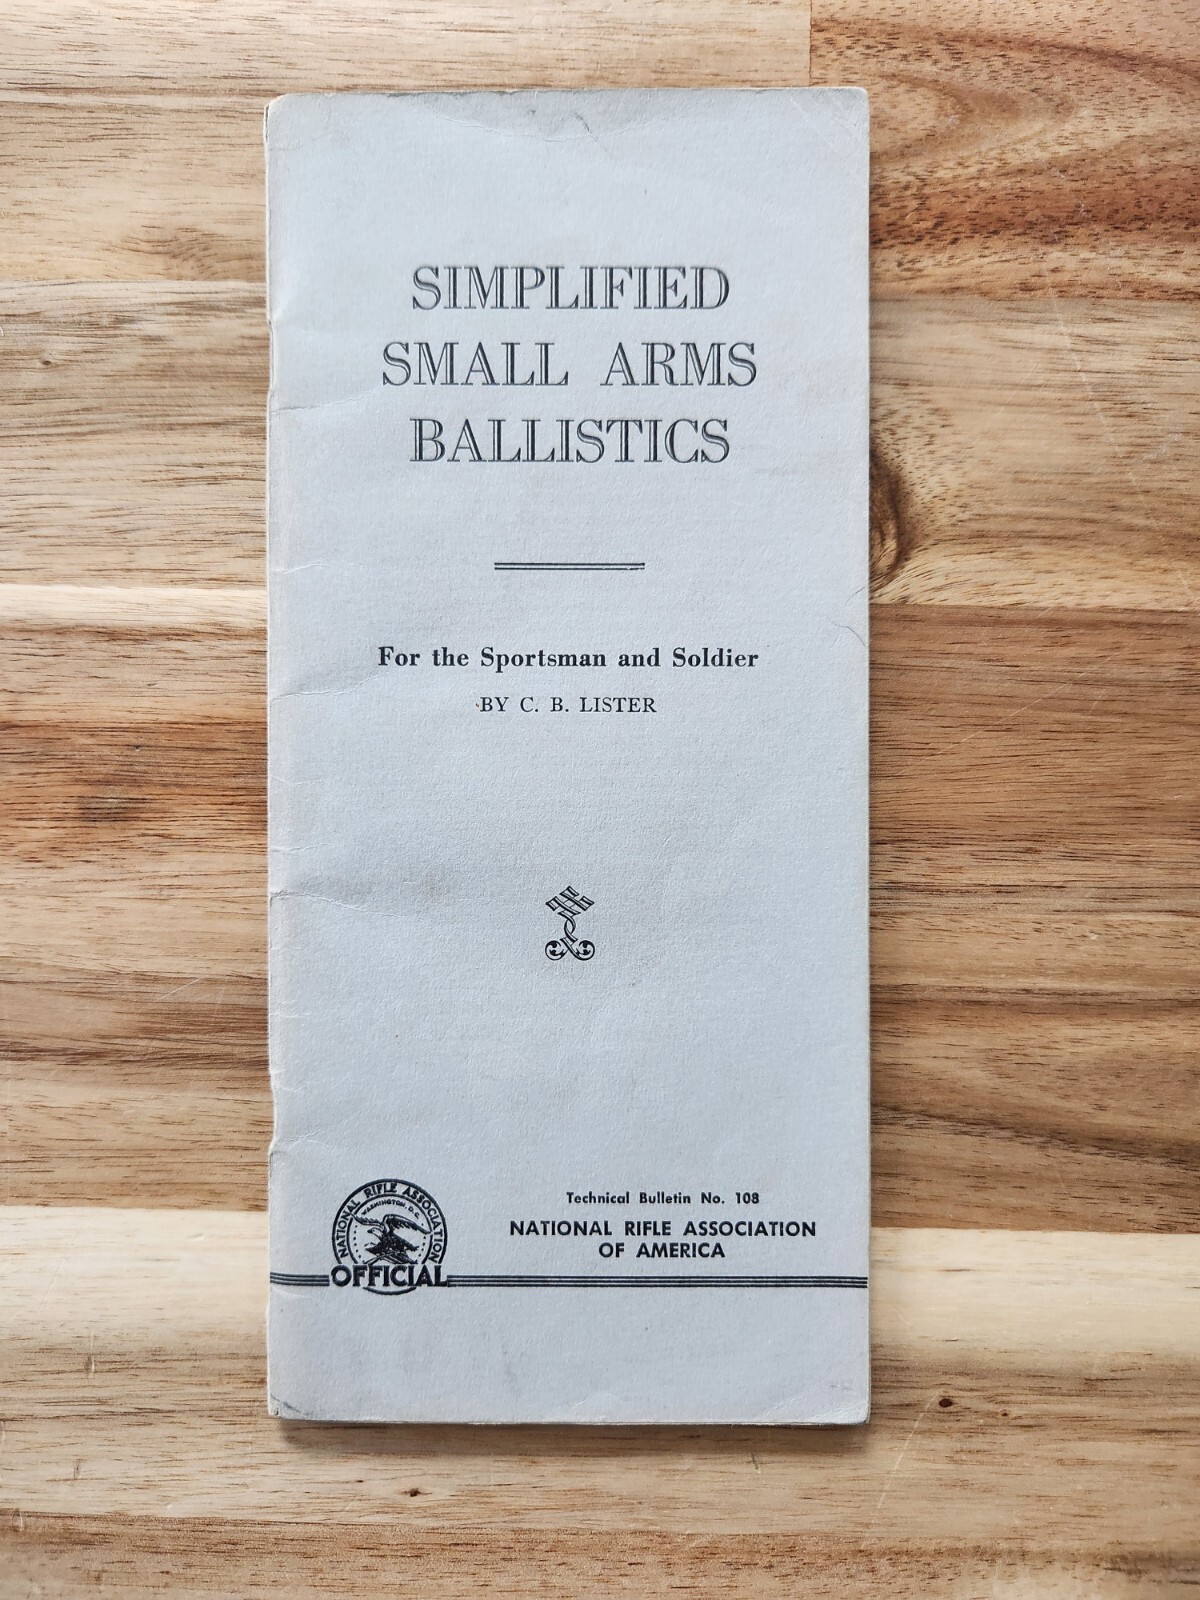 SIMPLIFIED
SMALL ARMS
BALLISTICS
For the Sportsman and Soldier
BY C. B. LISTER
NATIONAL RIFLE ASSOCIATION
WASHINGTON, D.C.
OFFICIAL
Technical Bulletin No. 108
NATIONAL RIFLE ASSOCIATION
OF AMERICA